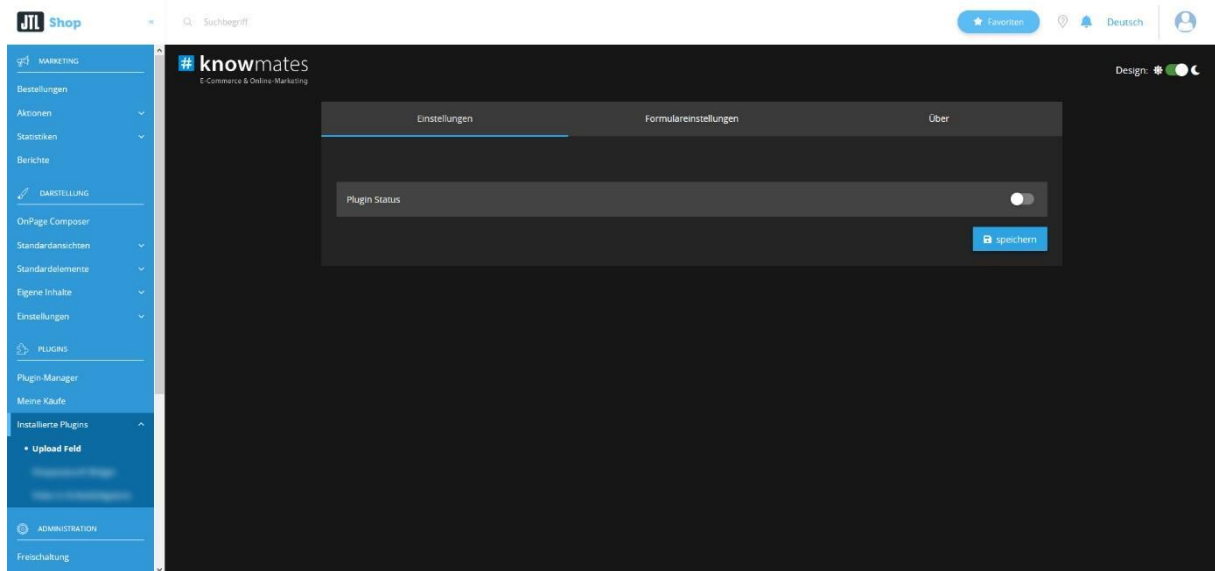 JTL Shop
Suchbegriff
Favoriten
Deutsch
MARKETING
Bestellungen
Aktionen
Statistiken
Berichte
DARSTELLUNG
OnPage Composer
Standardansichten
Standardelemente
Eigene Inhalte
Einstellungen
PLUGINS
Plugin-Manager
Meine Käufe
Installierte Plugins
• Upload Feld
ADMINISTRATION
Freischaltung
# knowmates
E-Commerce & Online-Marketing
Design:
Einstellungen Formulareinstellungen Über
Plugin Status
speichern